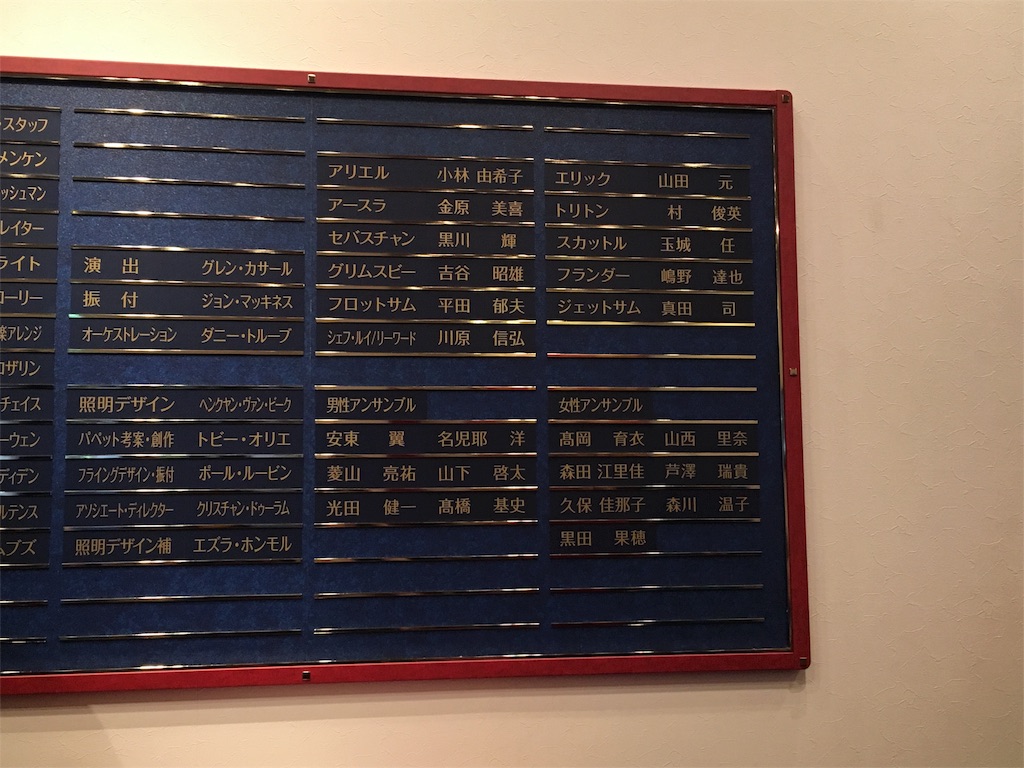 ・スタッフ
メンケン
ッシュマン
レイター
ライト
コーリー
楽アレンジ
ロザリン
チェイス
ーウェン
ディデン
ルテンス
ムブズ
演出 グレン・カサール
振付 ジョン・マッキネス
オーケストレーション ダニー・トルーブ
照明デザイン ヘンクヤン・ヴァン・ビーク
パペット考案・創作 トビー・オリエ
フライングデザイン・振付 ポール・ルービン
アソシエート・ディレクター クリスチャン・ドゥーラム
照明デザイン補 エズラ・ホンモル
アリエル 小林 由希子
アースラ 金原 美喜
セバスチャン 黒川 輝
グリムスビー 吉谷 昭雄
フロットサム 平田 郁夫
シェフ・ルイ/リーワード 川原 信弘
男性アンサンブル
安東 翼 名児耶 洋
菱山 亮祐 山下 啓太
光田 健一 髙橋 基史
エリック 山田 元
トリトン 村 俊英
スカットル 玉城 任
フランダー 嶋野 達也
ジェットサム 真田 司
女性アンサンブル
髙岡 育衣 山西 里奈
森田 江里佳 芦澤 瑞貴
久保 佳那子 森川 温子
黒田 果穂